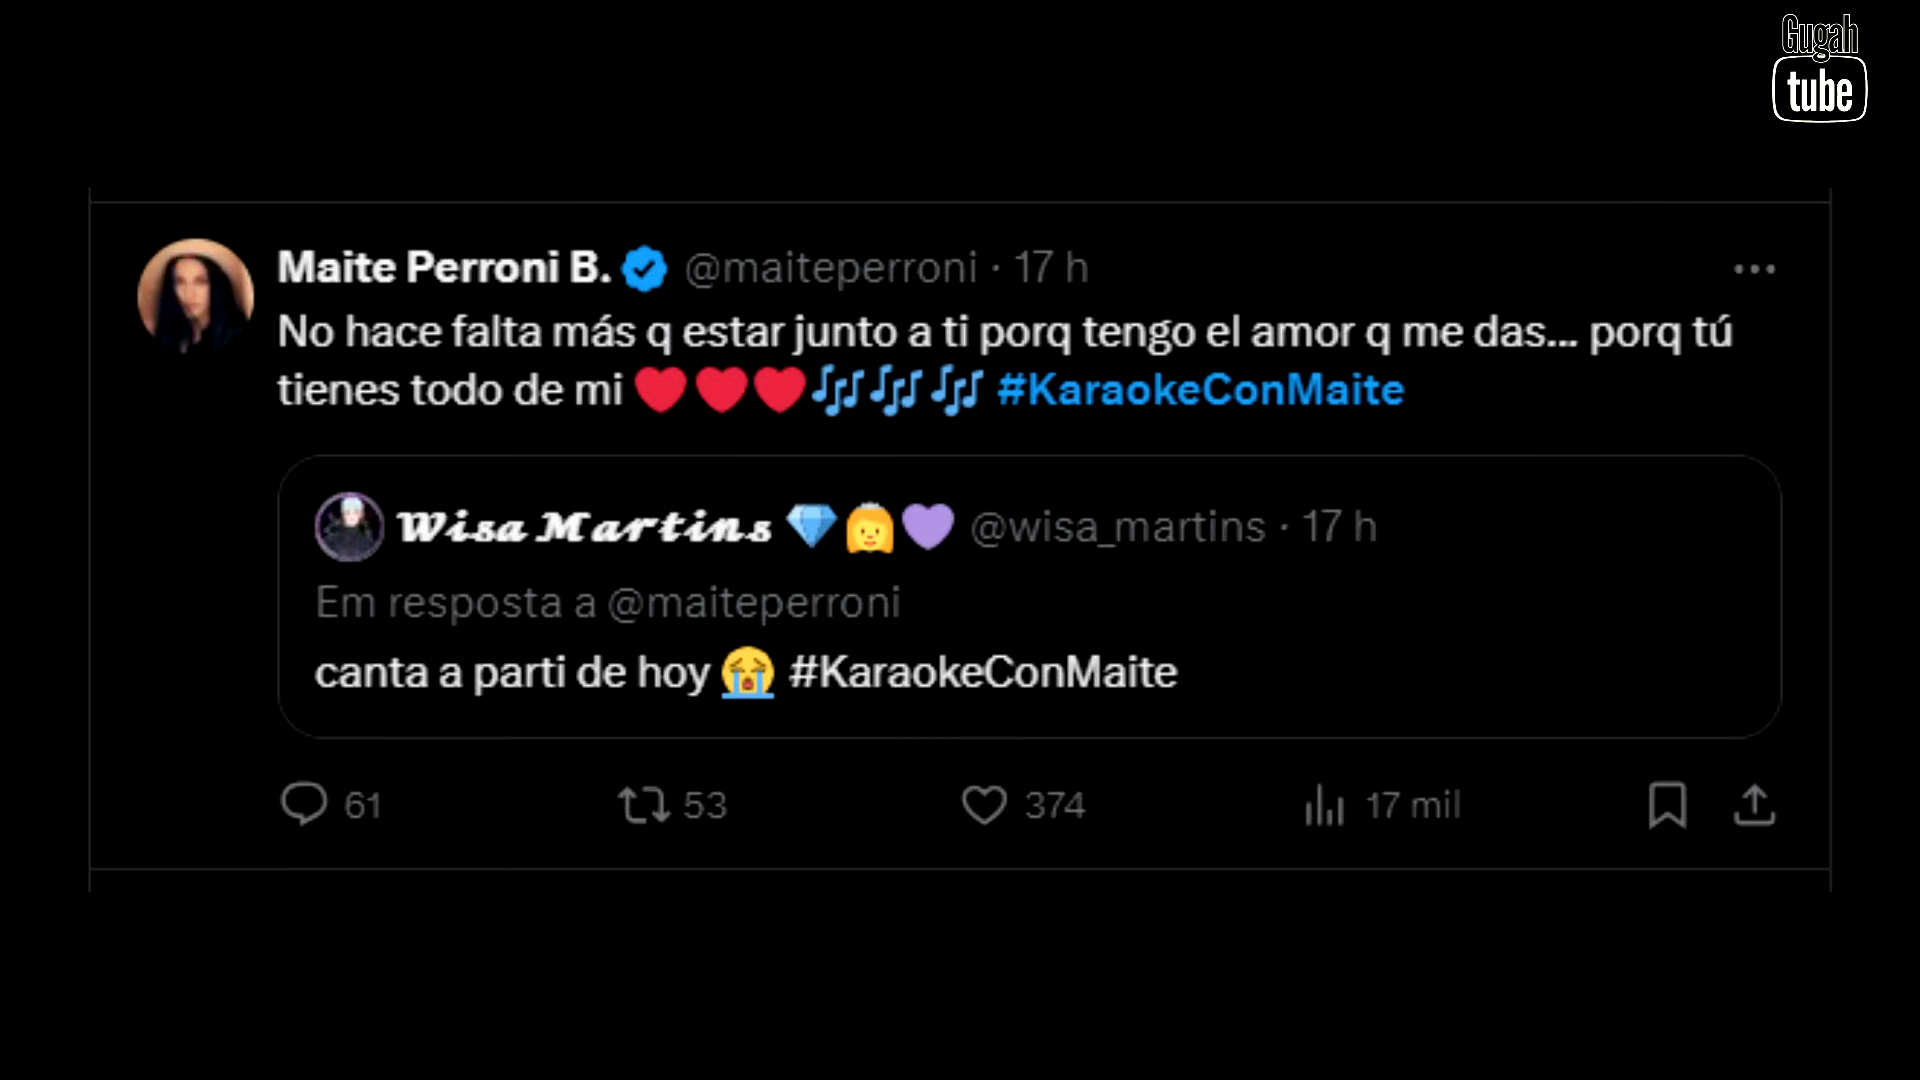 Gugah
tube
Maite Perroni B. @maiteperroni · 17 h
No hace falta más q estar junto a ti porq tengo el amor q me das... porq tú
tienes todo de mi ❤️❤️❤️🎶🎶🎶 #KaraokeConMaite
𝓦𝓲𝓼𝓪 𝓜𝓪𝓻𝓽𝓲𝓷𝓼 💎👸💜 @wisa_martins · 17 h
Em resposta a @maiteperroni
canta a parti de hoy 😭 #KaraokeConMaite
61 53 374 17 mil